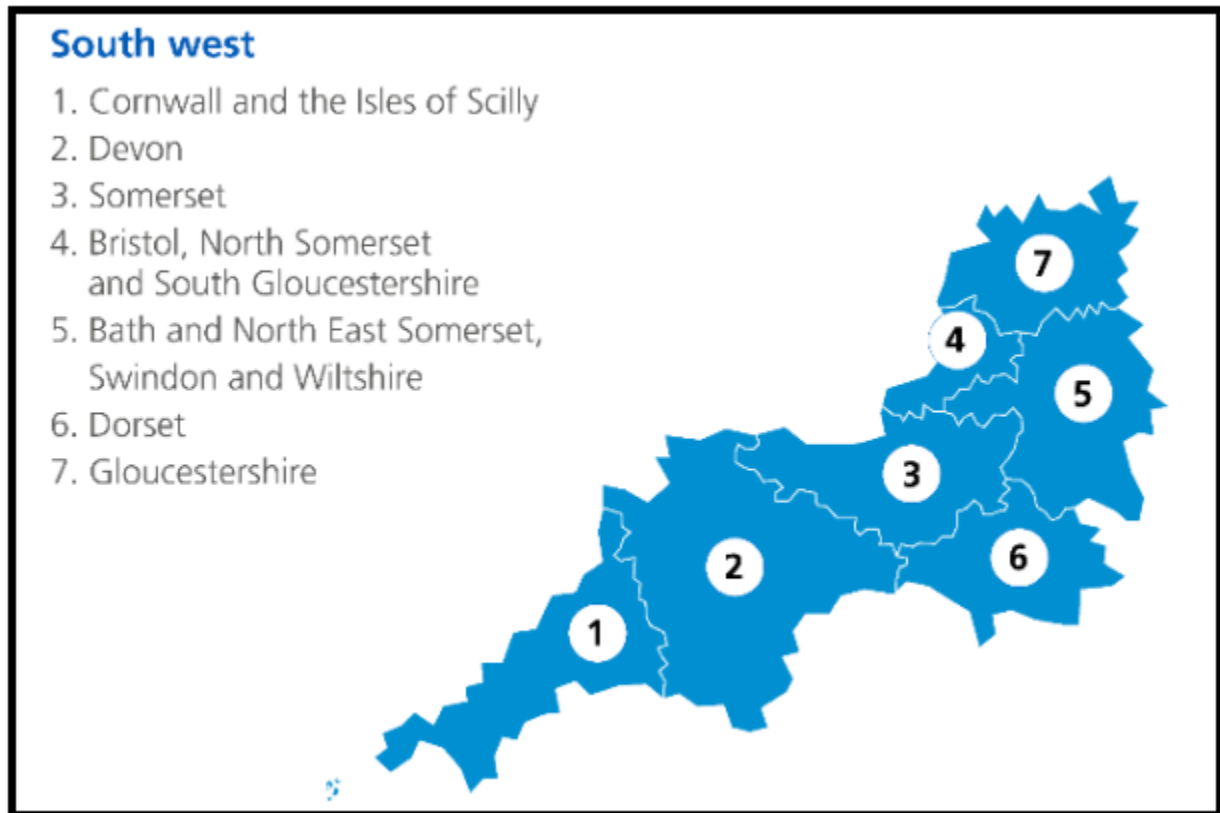 South west
1. Cornwall and the Isles of Scilly
2. Devon
3. Somerset
4. Bristol, North Somerset
and South Gloucestershire
5. Bath and North East Somerset,
Swindon and Wiltshire
6. Dorset
7. Gloucestershire
7
4
5
3
6
2
1